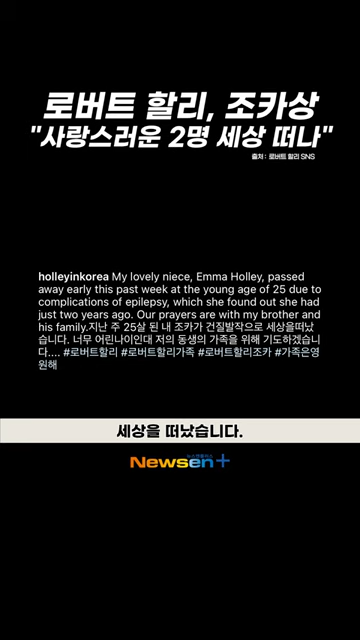 로버트 할리, 조카상
"사랑스러운 2명 세상 떠나"
출처 : 로버트 할리 SNS
holleyinkorea My lovely niece, Emma Holley, passed
away early this past week at the young age of 25 due to
complications of epilepsy, which she found out she had
just two years ago. Our prayers are with my brother and
his family.지난 주 25살 된 내 조카가 건질발작으로 세상을떠났
습니다. 너무 어린나이인대 저의 동생의 가족을 위해 기도하겠습니
다.... #로버트할리 #로버트할리가족 #로버트할리조카 #가족은영
원해
세상을 떠났습니다.
뉴스엔플러스
Newsen+